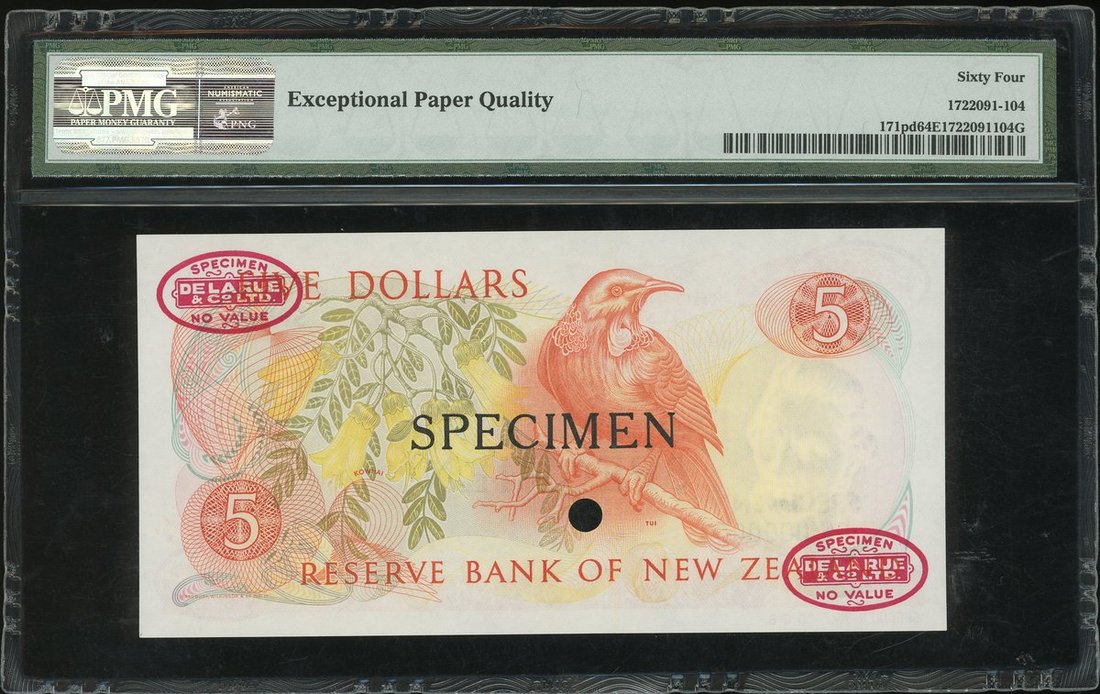 PMG
PAPER MONEY GUARANTY
NUMISMATIC
PNG
Exceptional Paper Quality
Sixty Four
1722091-104
171pd64E1722091104G
SPECIMEN
DE LA RUE
& CO LTD.
NO VALUE
FIVE DOLLARS
5
SPECIMEN
KOWHAI
TUI
5
RESERVE BANK OF NEW ZEALAND
SPECIMEN
DE LA RUE
& CO LTD.
NO VALUE